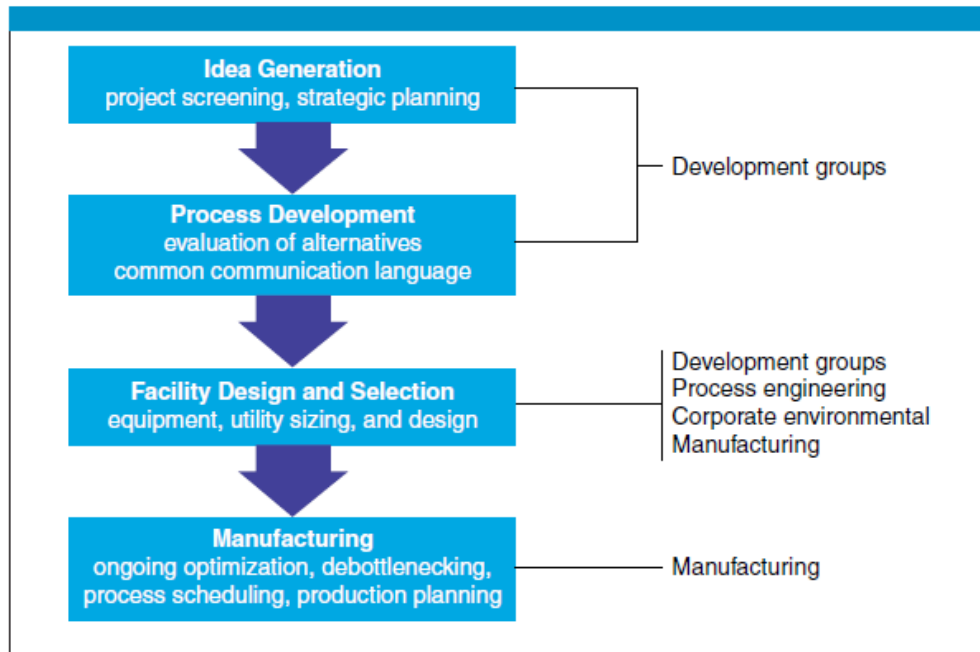 Idea Generation
project screening, strategic planning
Development groups
Process Development
evaluation of alternatives
common communication language
Facility Design and Selection
equipment, utility sizing, and design
Development groups
Process engineering
Corporate environmental
Manufacturing
Manufacturing
ongoing optimization, debottlenecking,
process scheduling, production planning
Manufacturing